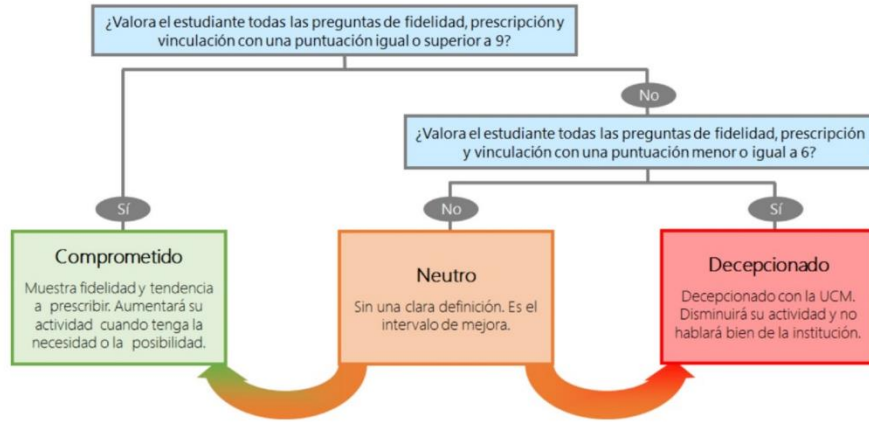 ¿Valora el estudiante todas las preguntas de fidelidad, prescripción y
vinculación con una puntuación igual o superior a 9?
No
¿Valora el estudiante todas las preguntas de fidelidad, prescripción
y vinculación con una puntuación menor o igual a 6?
Sí
No
Sí
Comprometido
Muestra fidelidad y tendencia
a prescribir. Aumentará su
actividad cuando tenga la
necesidad o la posibilidad.
Neutro
Sin una clara definición. Es el
intervalo de mejora.
Decepcionado
Decepcionado con la UCM.
Disminuirá su actividad y no
hablará bien de la institución.